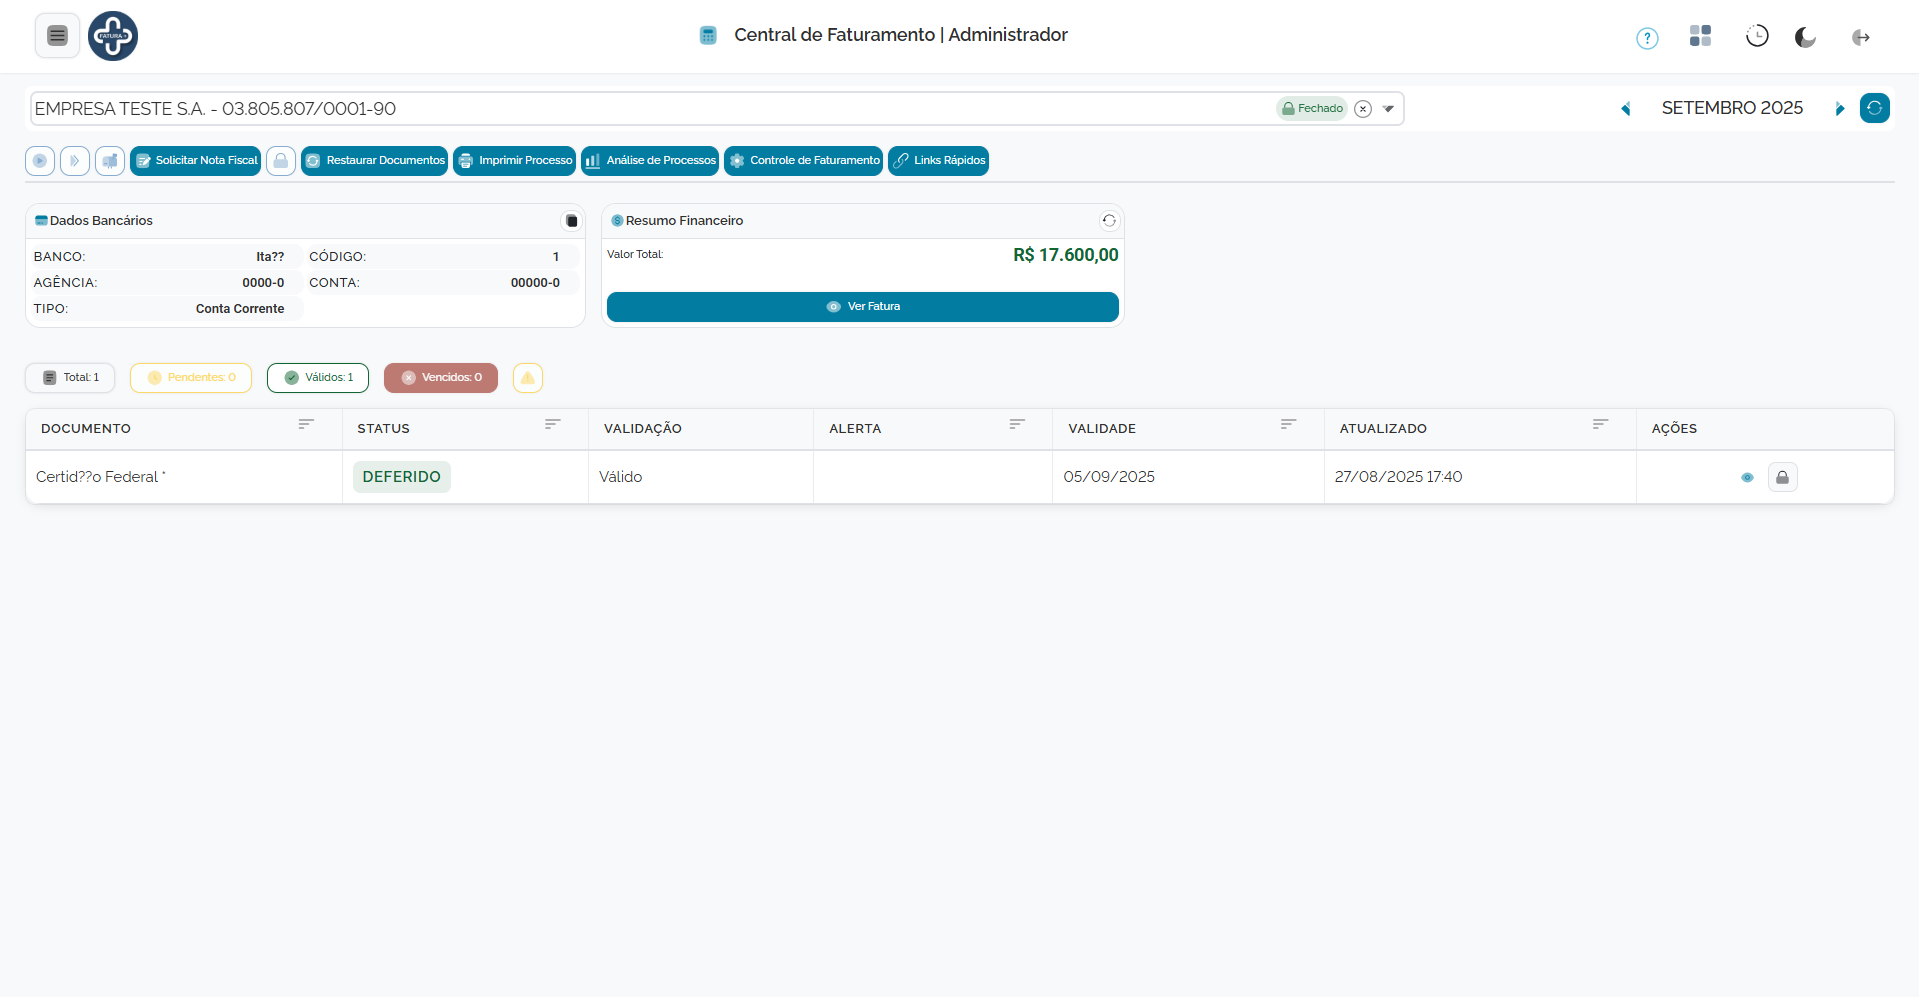 FATURA +
Central de Faturamento | Administrador
?
EMPRESA TESTE S.A. - 03.805.807/0001-90
Fechado
SETEMBRO 2025
Solicitar Nota Fiscal
Restaurar Documentos
Imprimir Processo
Análise de Processos
Controle de Faturamento
Links Rápidos
Dados Bancários
BANCO: Ita?? CÓDIGO: 1
AGÊNCIA: 0000-0 CONTA: 00000-0
TIPO: Conta Corrente
Resumo Financeiro
Valor Total: R$ 17.600,00
Ver Fatura
Total: 1
Pendentes: 0
Válidos: 1
Vencidos: 0
DOCUMENTO STATUS VALIDAÇÃO ALERTA VALIDADE ATUALIZADO AÇÕES
Certid??o Federal * DEFERIDO Válido 05/09/2025 27/08/2025 17:40